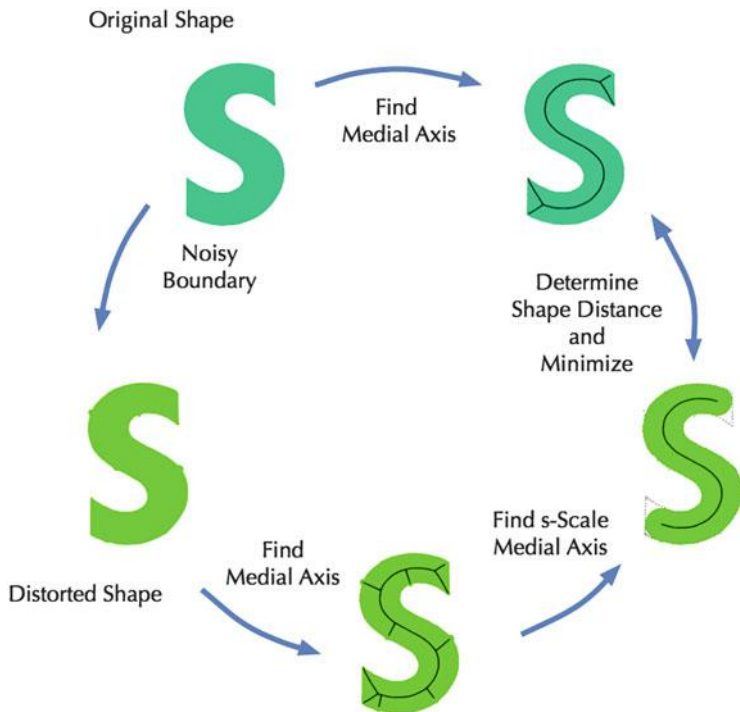 Original Shape
Find
Medial Axis
Noisy
Boundary
Determine
Shape Distance
and
Minimize
Find s-Scale
Medial Axis
Find
Medial Axis
Distorted Shape